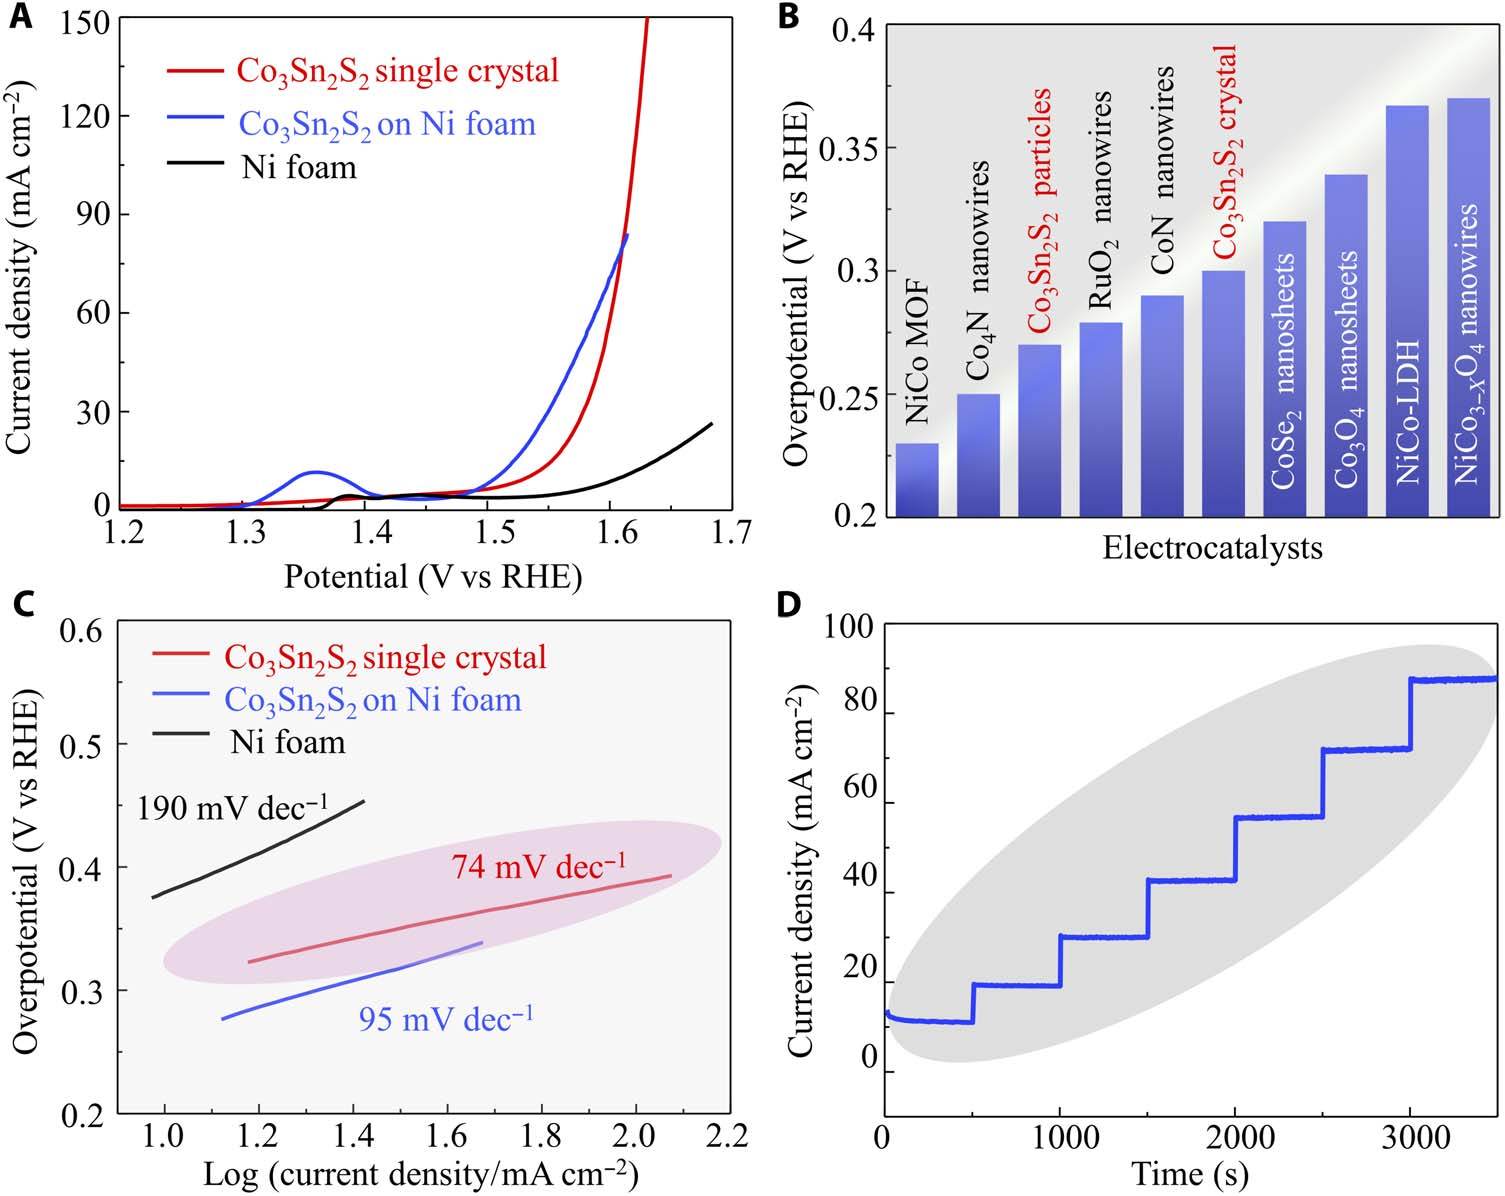 A
150
120
90
60
30
0
1.2 1.3 1.4 1.5 1.6 1.7
Current density (mA cm⁻²)
Potential (V vs RHE)
Co₃Sn₂S₂ single crystal
Co₃Sn₂S₂ on Ni foam
Ni foam
B
0.4
0.35
0.3
0.25
0.2
Overpotential (V vs RHE)
NiCo MOF
Co₄N nanowires
Co₃Sn₂S₂ particles
RuO₂ nanowires
CoN nanowires
Co₃Sn₂S₂ crystal
CoSe₂ nanosheets
Co₃O₄ nanosheets
NiCo-LDH
NiCo₃₋ₓO₄ nanowires
Electrocatalysts
C
0.6
0.5
0.4
0.3
0.2
Overpotential (V vs RHE)
Co₃Sn₂S₂ single crystal
Co₃Sn₂S₂ on Ni foam
Ni foam
190 mV dec⁻¹
74 mV dec⁻¹
95 mV dec⁻¹
1.0 1.2 1.4 1.6 1.8 2.0 2.2
Log (current density/mA cm⁻²)
D
100
80
60
40
20
0
Current density (mA cm⁻²)
0 1000 2000 3000
Time (s)